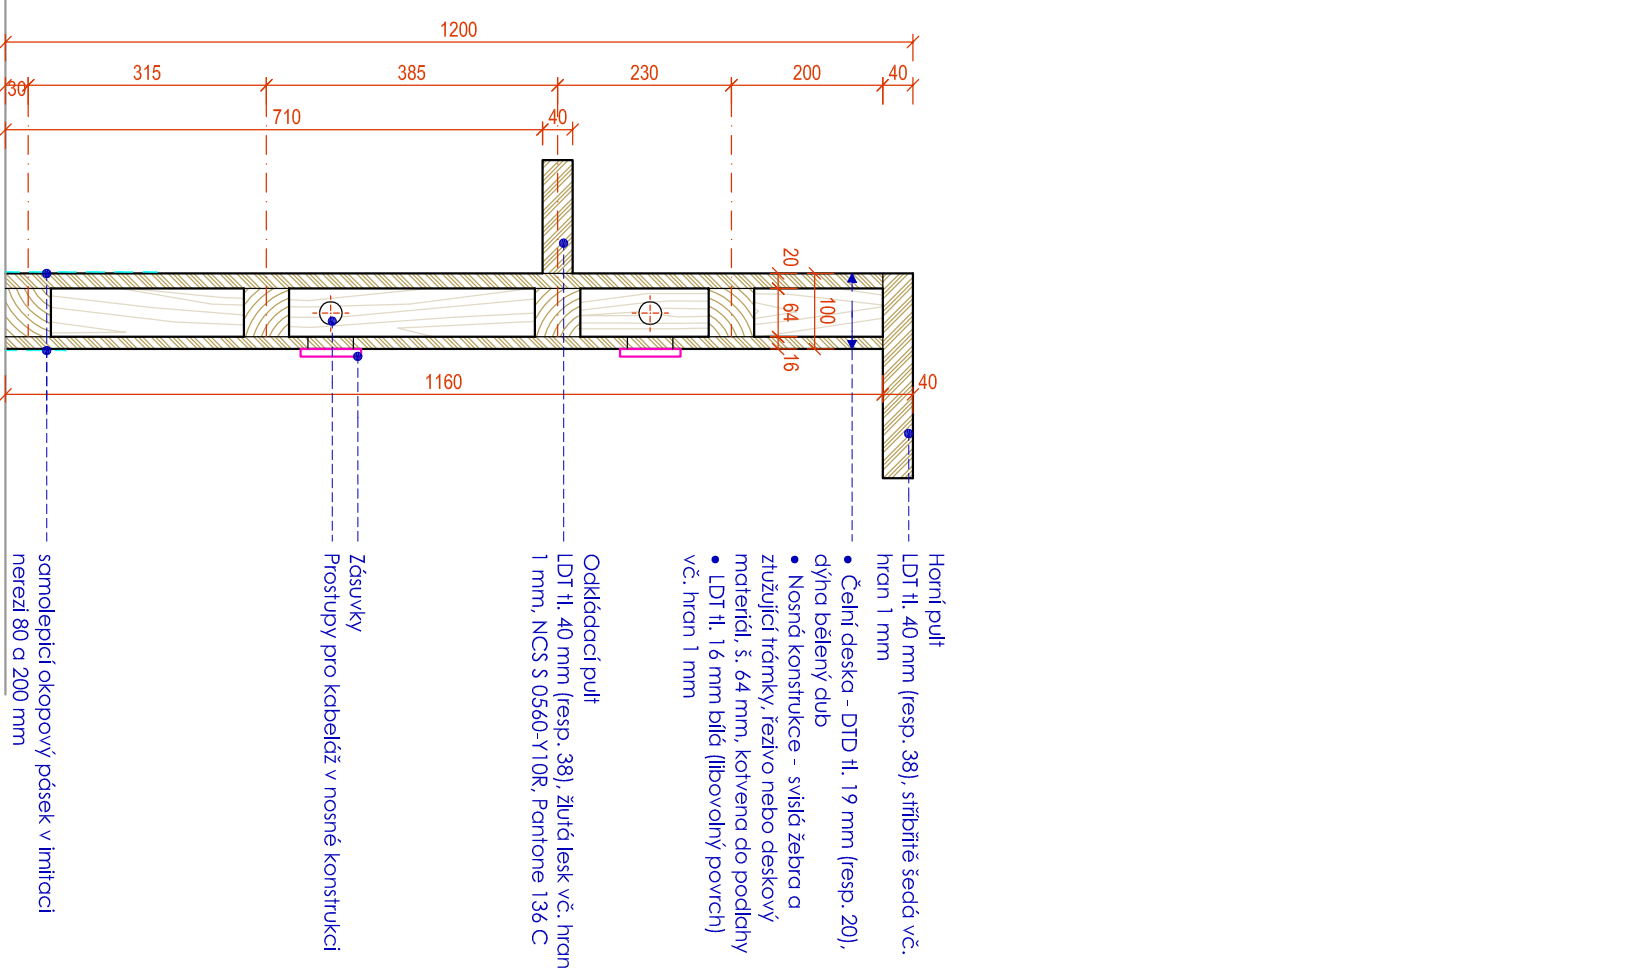 1200
30
315
385
230
200
40
710
40
20
64
100
16
1160
40
Horní pult
LDT tl. 40 mm (resp. 38), stříbřitě šedá vč.
hran 1 mm
• Čelní deska - DTD tl. 19 mm (resp. 20),
dýha bělený dub
• Nosná konstrukce - svislá žebra a
ztužující trámky, řezivo nebo deskový
materiál, š. 64 mm, kotvena do podlahy
• LDT tl. 16 mm bílá (libovolný povrch)
vč. hran 1 mm
Odkládací pult
LDT tl. 40 mm (resp. 38), žlutá lesk vč. hran
1 mm, NCS S 0560-Y10R, Pantone 136 C
Zásuvky
Prostupy pro kabeláž v nosné konstrukci
samolepicí okopový pásek v imitaci
nerezi 80 a 200 mm